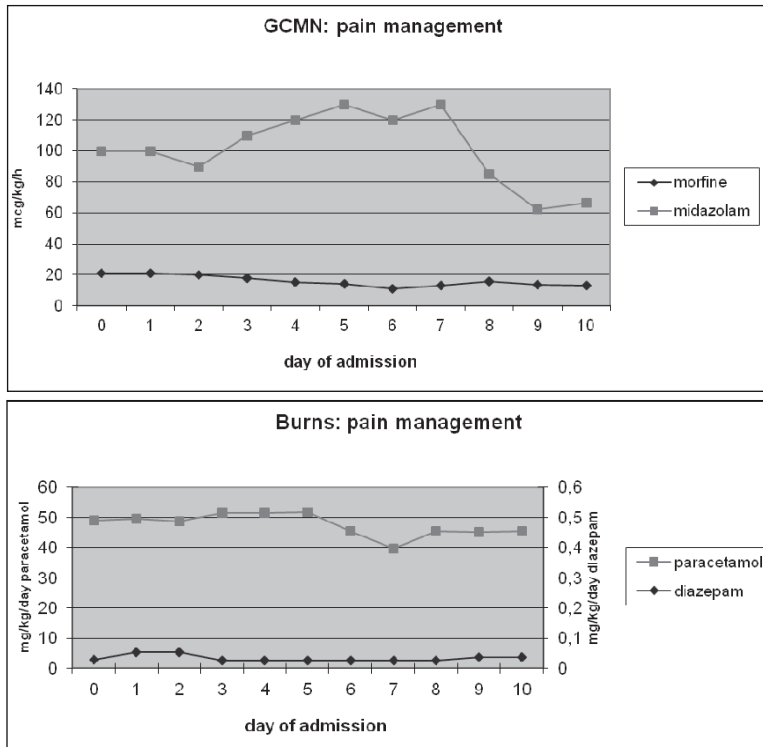 GCMN: pain management
mcg/kg/h
140
120
100
80
60
40
20
0
0 1 2 3 4 5 6 7 8 9 10
day of admission
morfine
midazolam
Burns: pain management
mg/kg/day paracetamol
60
50
40
30
20
10
0
0,6
0,5
0,4
0,3
0,2
0,1
0
mg/kg/day diazepam
0 1 2 3 4 5 6 7 8 9 10
day of admission
paracetamol
diazepam